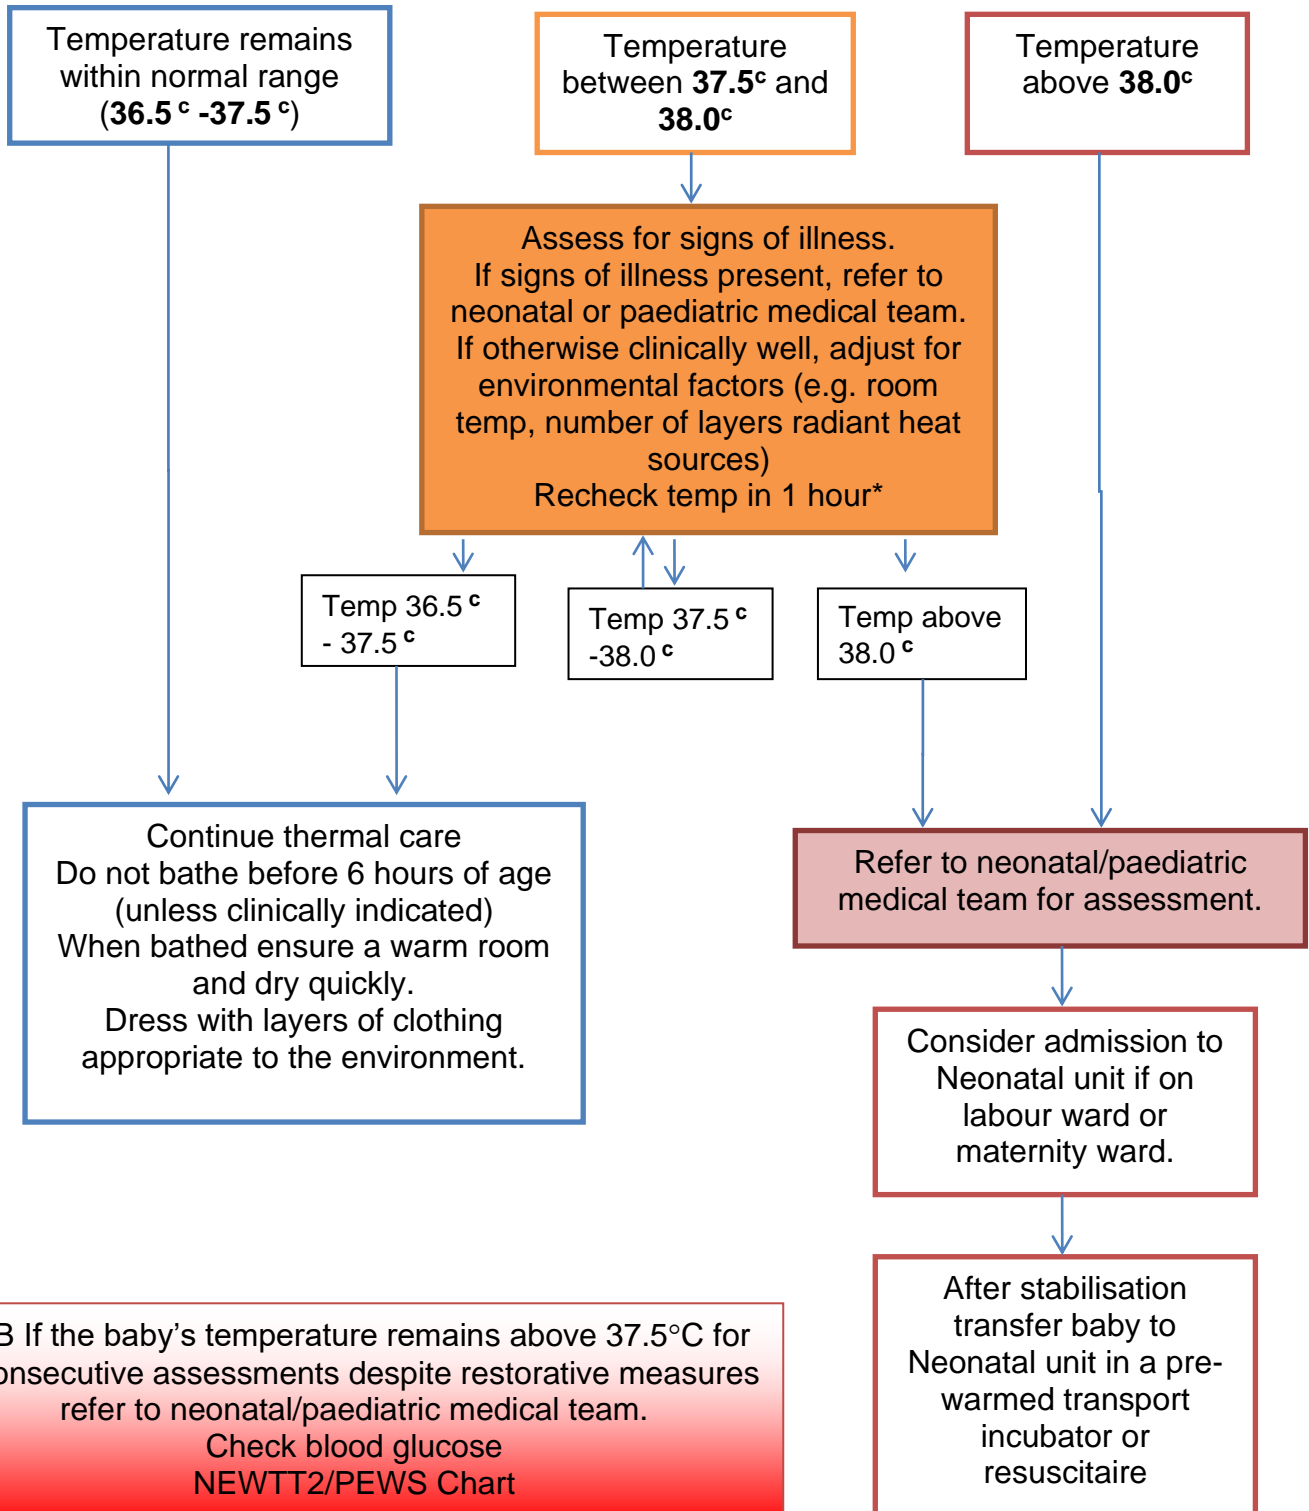 Temperature remains
within normal range
(36.5 c -37.5 c)
Temperature
between 37.5c and
38.0c
Temperature
above 38.0c
Assess for signs of illness.
If signs of illness present, refer to
neonatal or paediatric medical team.
If otherwise clinically well, adjust for
environmental factors (e.g. room
temp, number of layers radiant heat
sources)
Recheck temp in 1 hour*
Temp 36.5 c
- 37.5 c
Temp 37.5 c
-38.0 c
Temp above
38.0 c
Continue thermal care
Do not bathe before 6 hours of age
(unless clinically indicated)
When bathed ensure a warm room
and dry quickly.
Dress with layers of clothing
appropriate to the environment.
Refer to neonatal/paediatric
medical team for assessment.
Consider admission to
Neonatal unit if on
labour ward or
maternity ward.
After stabilisation
transfer baby to
Neonatal unit in a pre-
warmed transport
incubator or
resuscitaire
B If the baby's temperature remains above 37.5°C for
onsecutive assessments despite restorative measures
refer to neonatal/paediatric medical team.
Check blood glucose
NEWTT2/PEWS Chart